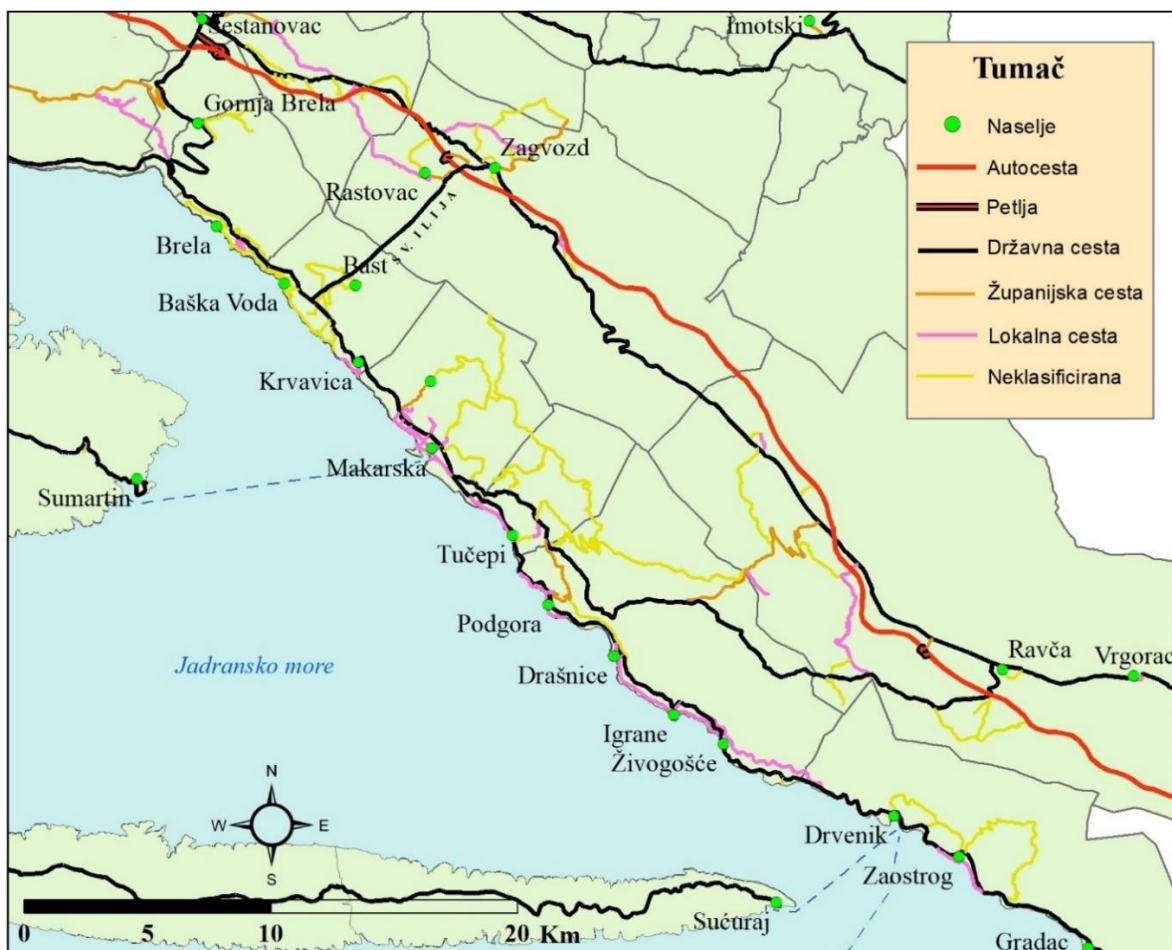 Šestanovac
Imotski
Gornja Brela
Zagvozd
Rastovac
SV. ILIJA
Brela
Bast
Baška Voda
Krvavica
Makarska
Sumartin
Tučepi
Podgora
Jadransko more
Drašnice
Ravča
Vrgorac
Igrane
Živogošće
Drvenik
Zaostrog
Sućuraj
Gradac
Tumač
Naselje
Autocesta
Petlja
Državna cesta
Županijska cesta
Lokalna cesta
Neklasificirana
N
W E
S
0 5 10 20 Km